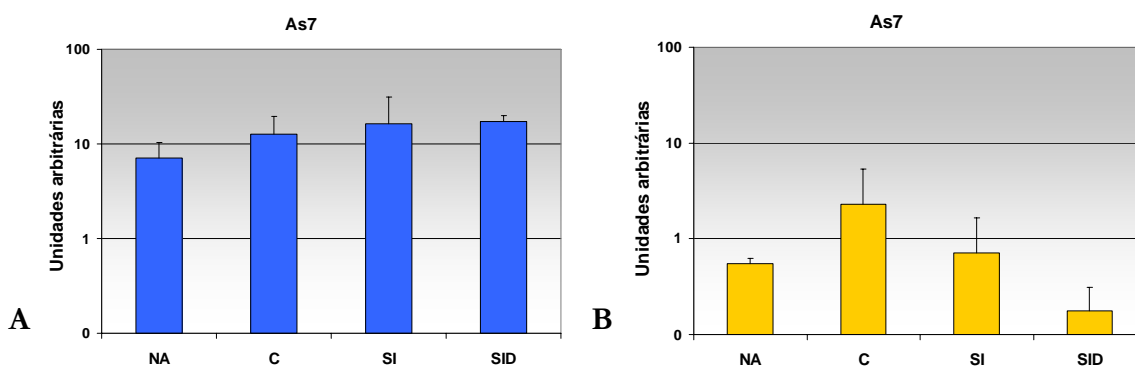 As7
Unidades arbitrárias
100
10
1
0
NA C SI SID
A
As7
Unidades arbitrárias
100
10
1
0
NA C SI SID
B